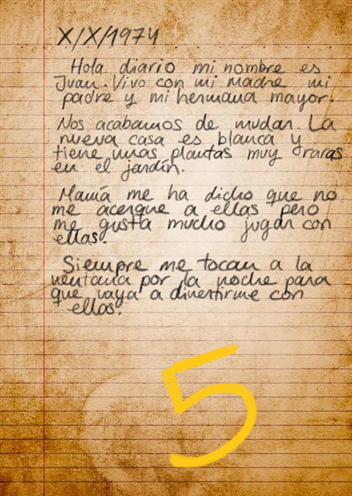 X/X/1974
Hola diario mi nombre es
Juan. Vivo con mi madre mi
padre y mi hermana mayor.
Nos acabamos de mudar. La
nueva casa es blanca y
tiene unas plantas muy raras
en el jardín.
Mamá me ha dicho que no
me acerque a ellas pero
me gusta mucho jugar con
ellas.
Siempre me tocan a la
ventana por la noche para
que vaya a divertirme con
ellas.
5